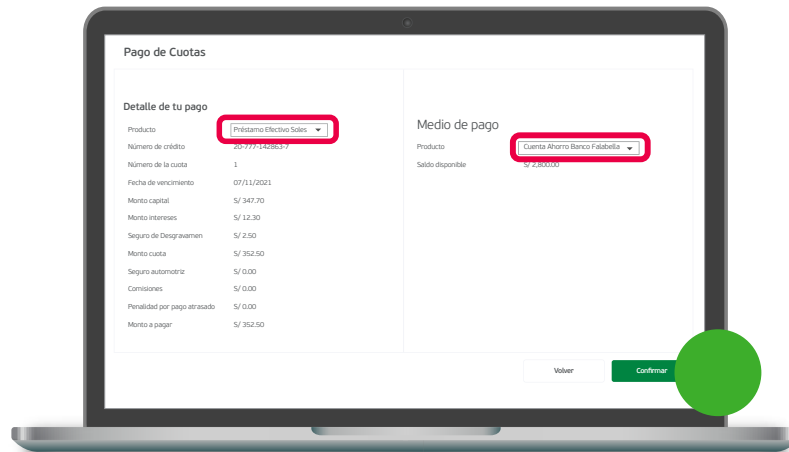 Pago de Cuotas
Detalle de tu pago
Producto Préstamo Efectivo Soles
Número de crédito 20-777-142863-7
Número de la cuota 1
Fecha de vencimiento 07/11/2021
Monto capital S/ 347.70
Monto intereses S/ 12.30
Seguro de Desgravamen S/ 2.50
Monto cuota S/ 352.50
Seguro automotriz S/ 0.00
Comisiones S/ 0.00
Penalidad por pago atrasado S/ 0.00
Monto a pagar S/ 352.50
Medio de pago
Producto Cuenta Ahorro Banco Falabella
Saldo disponible S/ 2,800.00
Volver Confirmar